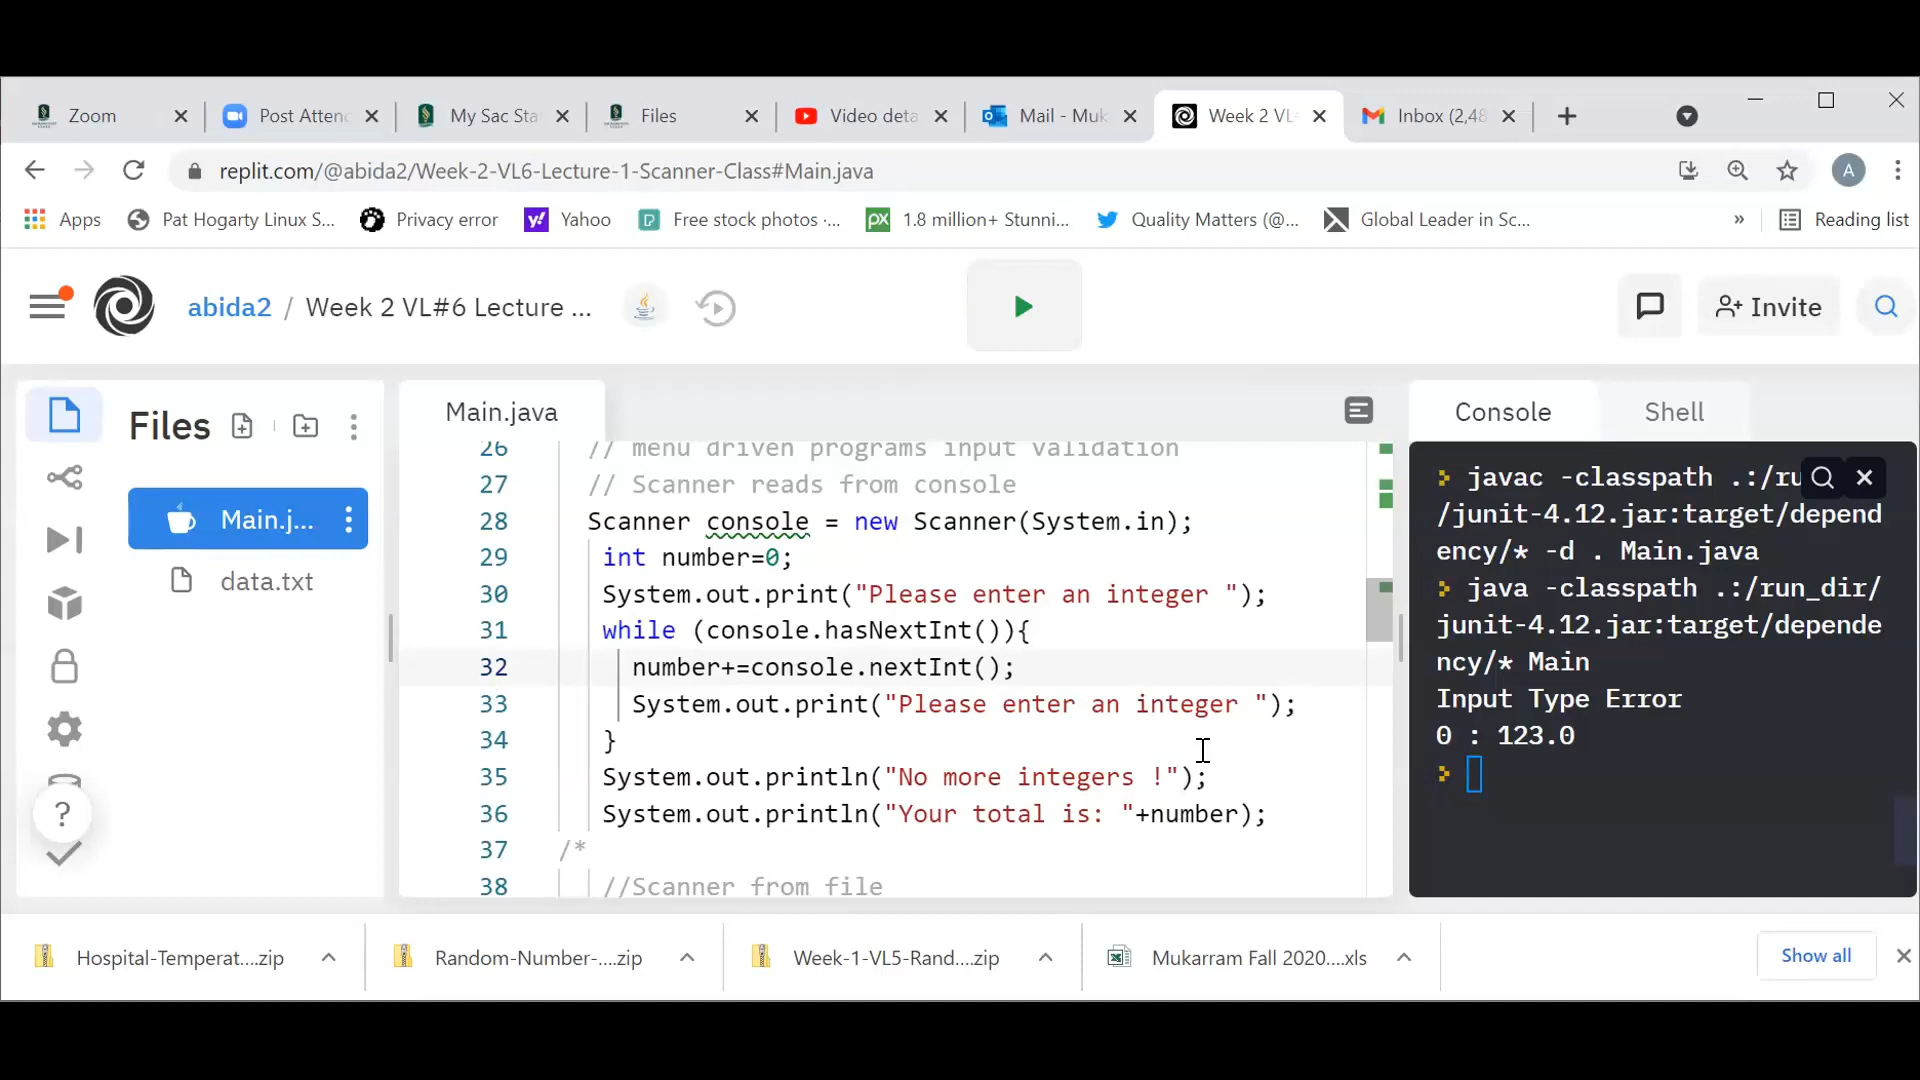 Zoom
Post Attend
My Sac Sta
Files
Video deta
Mail - Muk
Week 2 VL
Inbox (2,48
replit.com/@abida2/Week-2-VL6-Lecture-1-Scanner-Class#Main.java
A
Apps
Pat Hogarty Linux S...
Privacy error
Yahoo
Free stock photos ·...
px
1.8 million+ Stunni...
Quality Matters (@...
Global Leader in Sc...
»
Reading list
abida2 / Week 2 VL#6 Lecture ...
Invite
Files
Main.j...
data.txt
?
Main.java
26 // menu driven programs input validation
27 // Scanner reads from console
28 Scanner console = new Scanner(System.in);
29 int number=0;
30 System.out.print("Please enter an integer ");
31 while (console.hasNextInt()){
32 number+=console.nextInt();
33 System.out.print("Please enter an integer ");
34 }
35 System.out.println("No more integers !");
36 System.out.println("Your total is: "+number);
37 /*
38 //Scanner from file
Console
Shell
javac -classpath .:/ru
/junit-4.12.jar:target/depend
ency/* -d . Main.java
java -classpath .:/run_dir/
junit-4.12.jar:target/depende
ncy/* Main
Input Type Error
0 : 123.0
Hospital-Temperat....zip
Random-Number-....zip
Week-1-VL5-Rand....zip
Mukarram Fall 2020....xls
Show all